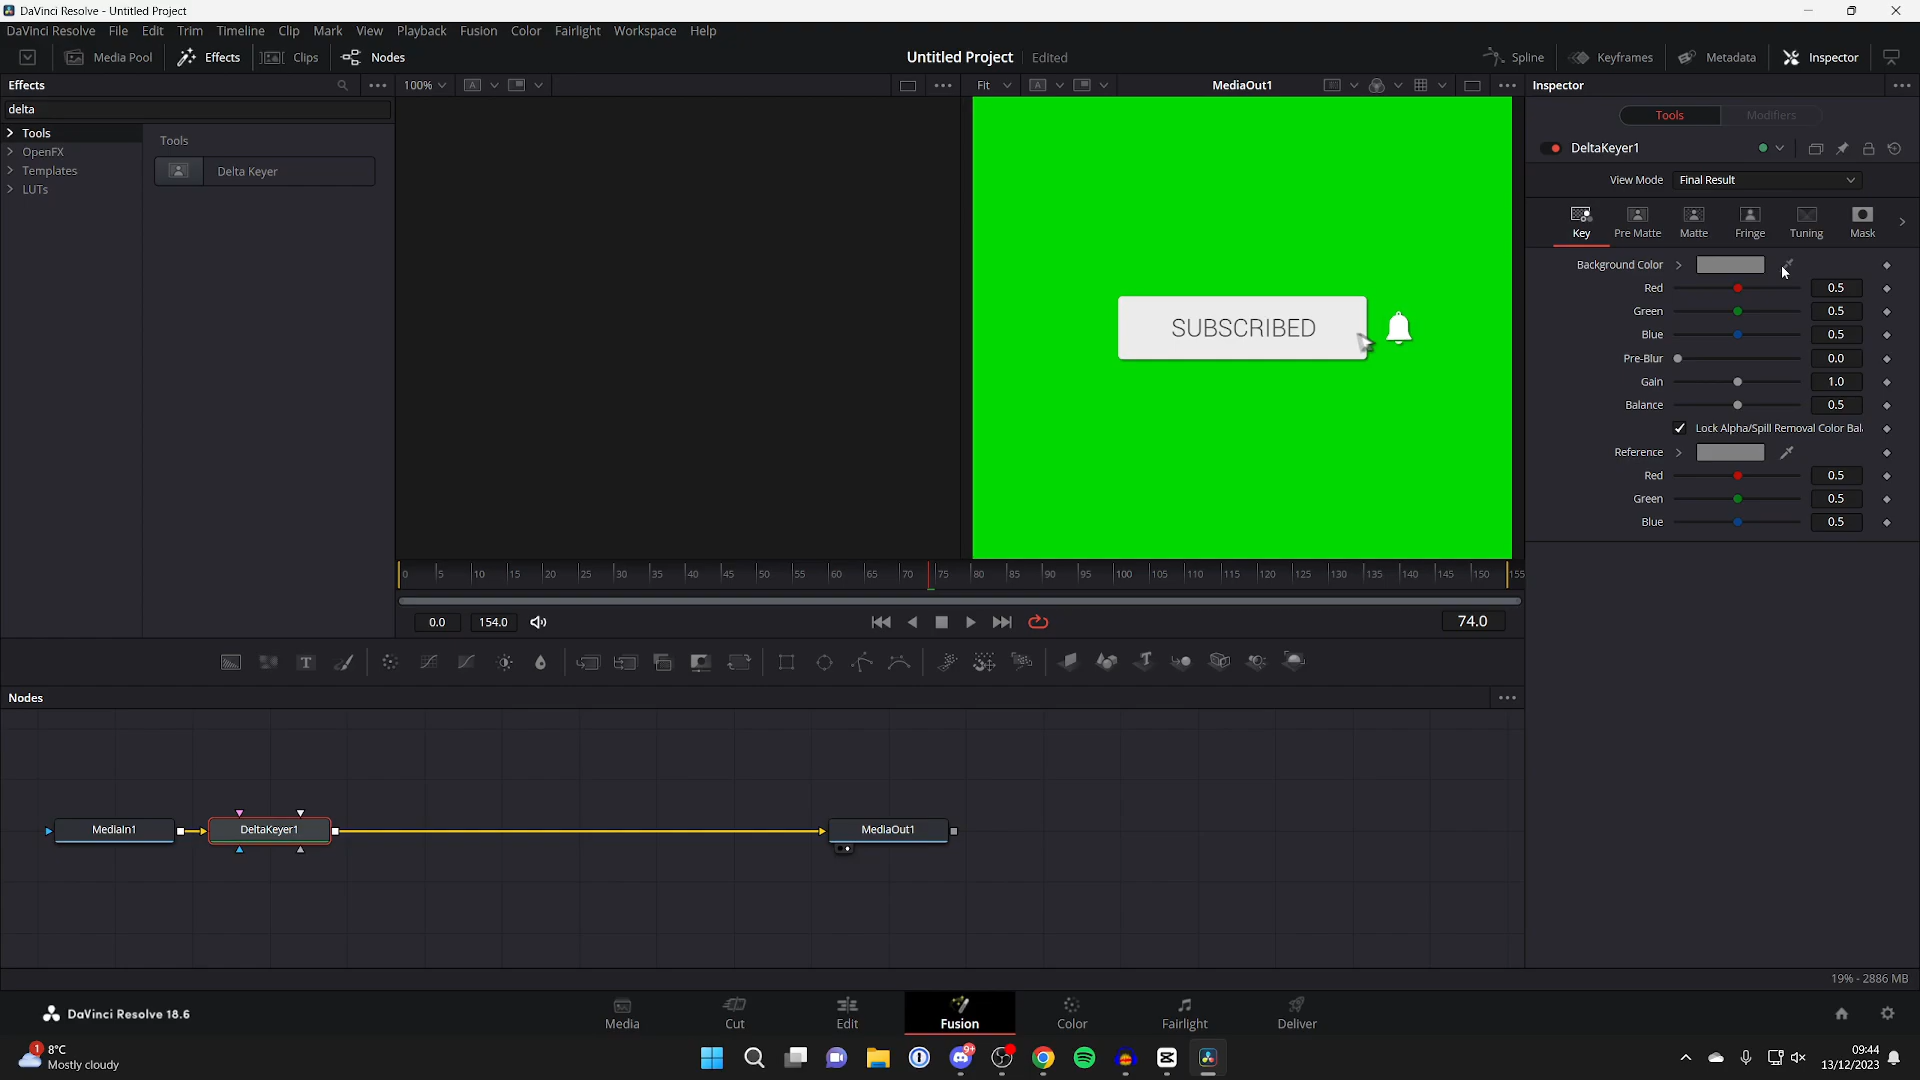 DaVinci Resolve - Untitled Project
DaVinci Resolve File Edit Trim Timeline Clip Mark View Playback Fusion Color Fairlight Workspace Help
Media Pool Effects Clips Nodes Untitled Project Edited Spline Keyframes Metadata Inspector
Effects 100% A Fit A MediaOut1 Inspector
delta
Tools Modifiers
Tools
OpenFX
Templates
LUTs
Tools
Delta Keyer
SUBSCRIBED
DeltaKeyer1
View Mode Final Result
Key Pre Matte Matte Fringe Tuning Mask
Background Color
Red 0.5
Green 0.5
Blue 0.5
Pre-Blur 0.0
Gain 1.0
Balance 0.5
Lock Alpha/Spill Removal Color Bal
Reference
Red 0.5
Green 0.5
Blue 0.5
0 5 10 15 20 25 30 35 40 45 50 55 60 65 70 75 80 85 90 95 100 105 110 115 120 125 130 135 140 145 150 155
0.0 154.0 74.0
Nodes
MediaIn1 DeltaKeyer1 MediaOut1
19% - 2886 MB
DaVinci Resolve 18.6
Media Cut Edit Fusion Color Fairlight Deliver
1 8°C
Mostly cloudy
9+
09:44
13/12/2023